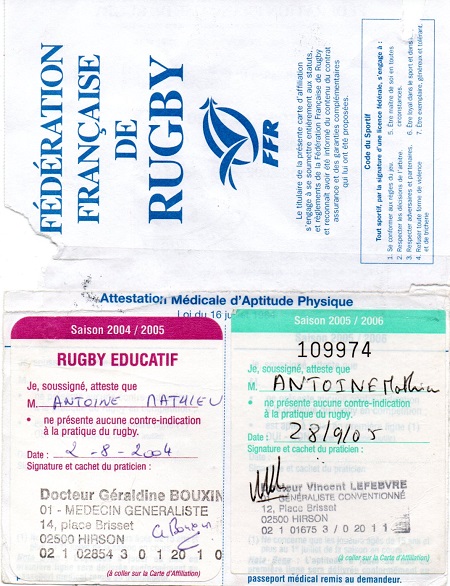 FÉDÉRATION
FRANÇAISE
DE
RUGBY
FFR
Le titulaire de la présente carte d'affiliation
s'engage à se soumettre entièrement aux statuts,
et règlements de la Fédération Française de Rugby
et reconnaît avoir été informé du contenu du contrat
assurance et des garanties complémentaires
qui lui ont été proposées.
Code du Sportif
Tout sportif, par la signature d'une licence fédérale, s'engage à :
1. Se conformer aux règles du jeu.
2. Respecter les décisions de l'arbitre.
3. Respecter adversaires et partenaires.
4. Refuser toute forme de violence
et de tricherie
5. Être maître de soi en toutes
circonstances.
6. Être loyal dans le sport et dans
7. Être exemplaire, généreux et tolérant.
Attestation Médicale d'Aptitude Physique
Loi du 16
Saison 2004 / 2005
RUGBY EDUCATIF
Je, soussigné, atteste que
M. ANTOINE MATHIEU
• ne présente aucune contre-indication
à la pratique du rugby.
Date : 2-8-2004
Signature et cachet du praticien :
Docteur Géraldine BOUXIN
01 - MEDECIN GENERALISTE
14, place Brisset
02500 HIRSON
02 1 02854 3 0 1 20 1 0
(à coller sur la Carte d'Affiliation)
Saison 2005 / 2006
109974
Je, soussigné, atteste que
M. ANTOINE Mathieu
• ne présente aucune contre-indication
à la pratique du rugby.
Date : 28/9/05
Signature et cachet du praticien :
Vincent LEFEBVRE
GÉNÉRALISTE CONVENTIONNÉ
12, Place Brisset
02500 HIRSON
02 1 01675 3 / 0 20 1 1
(à coller sur la Carte d'Affiliation)
passeport médical remis au demandeur.